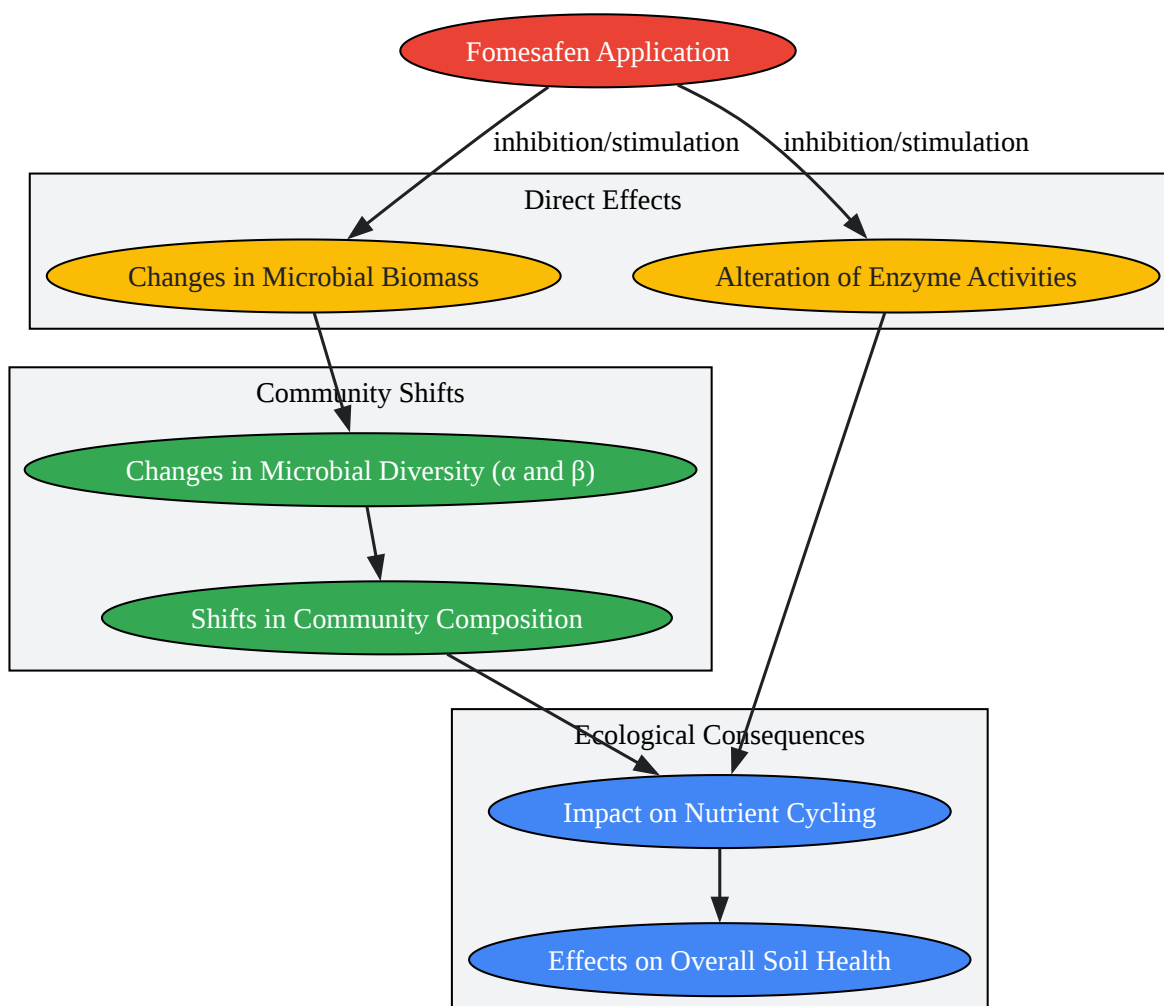 Fomesafen Application
inhibition/stimulation
inhibition/stimulation
Direct Effects
Changes in Microbial Biomass
Alteration of Enzyme Activities
Community Shifts
Changes in Microbial Diversity (α and β)
Shifts in Community Composition
Ecological Consequences
Impact on Nutrient Cycling
Effects on Overall Soil Health